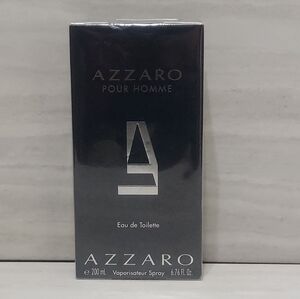 AZZARO
POUR HOMME
Eau de Toilette
AZZARO
e 200 mL Vaporisateur Spray 6.76 Fl. Oz.